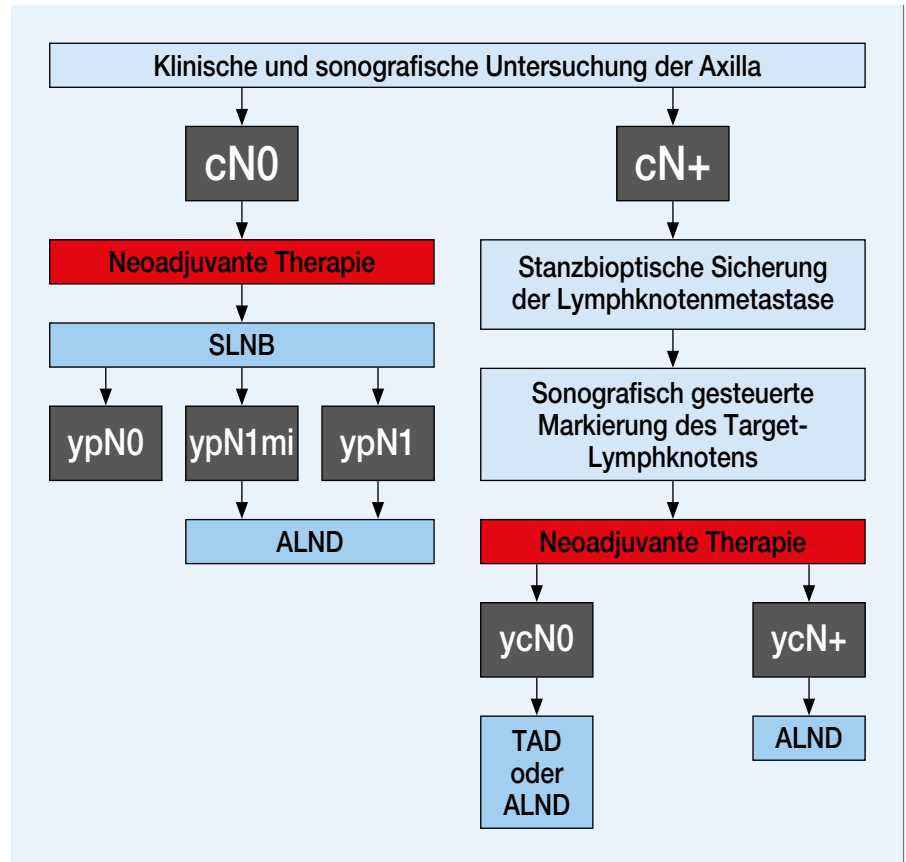 Klinische und sonografische Untersuchung der Axilla
cN0
Neoadjuvante Therapie
SLNB
ypN0
ypN1mi
ypN1
ALND
cN+
Stanzbioptische Sicherung
der Lymphknotenmetastase
Sonografisch gesteuerte
Markierung des Target-
Lymphknotens
Neoadjuvante Therapie
ycN0
ycN+
TAD
oder
ALND
ALND